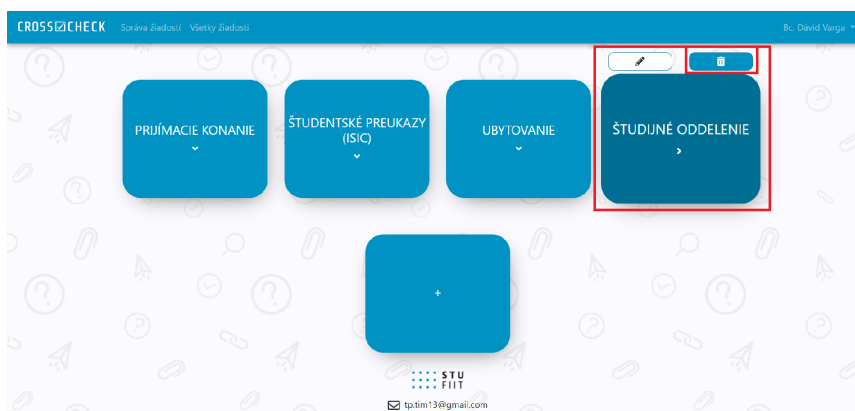 CROSS☑CHECK Správa žiadostí Všetky žiadosti Bc. Dávid Varga
PRIJÍMACIE KONANIE
ŠTUDENTSKÉ PREUKAZY
(ISIC)
UBYTOVANIE
ŠTUDIJNÉ ODDELENIE
+
STU
FIIT
tp.tim13@gmail.com